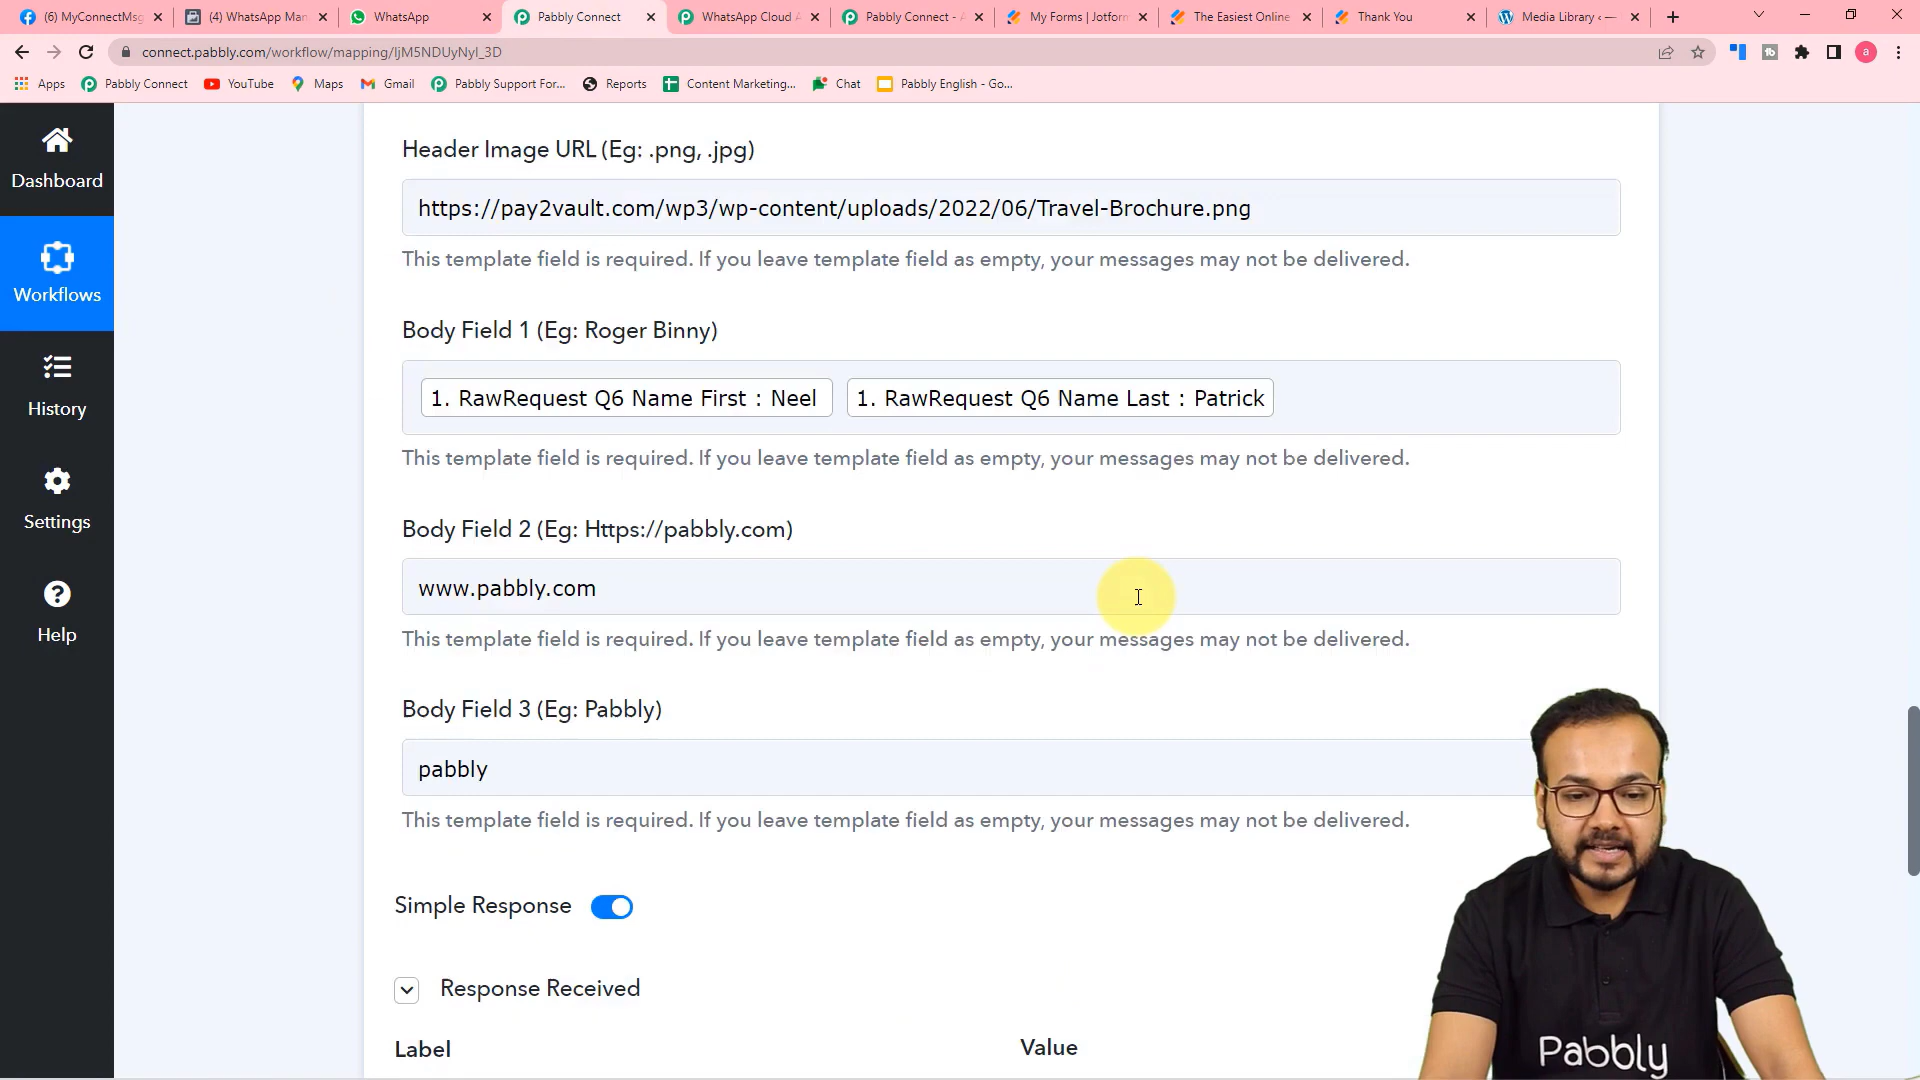 (6) MyConnectMsg
(4) WhatsApp Man
WhatsApp
Pabbly Connect
WhatsApp Cloud A
Pabbly Connect - A
My Forms | Jotform
The Easiest Online
Thank You
Media Library ‹ —
connect.pabbly.com/workflow/mapping/IjM5NDUyNyI_3D
a
Apps
Pabbly Connect
YouTube
Maps
Gmail
Pabbly Support For...
Reports
Content Marketing...
Chat
Pabbly English - Go...
Dashboard
Workflows
History
Settings
Help
Header Image URL (Eg: .png, .jpg)
https://pay2vault.com/wp3/wp-content/uploads/2022/06/Travel-Brochure.png
This template field is required. If you leave template field as empty, your messages may not be delivered.
Body Field 1 (Eg: Roger Binny)
1. RawRequest Q6 Name First : Neel
1. RawRequest Q6 Name Last : Patrick
This template field is required. If you leave template field as empty, your messages may not be delivered.
Body Field 2 (Eg: Https://pabbly.com)
www.pabbly.com
This template field is required. If you leave template field as empty, your messages may not be delivered.
Body Field 3 (Eg: Pabbly)
pabbly
This template field is required. If you leave template field as empty, your messages may not be delivered.
Simple Response
Response Received
Label
Value
Pabbly